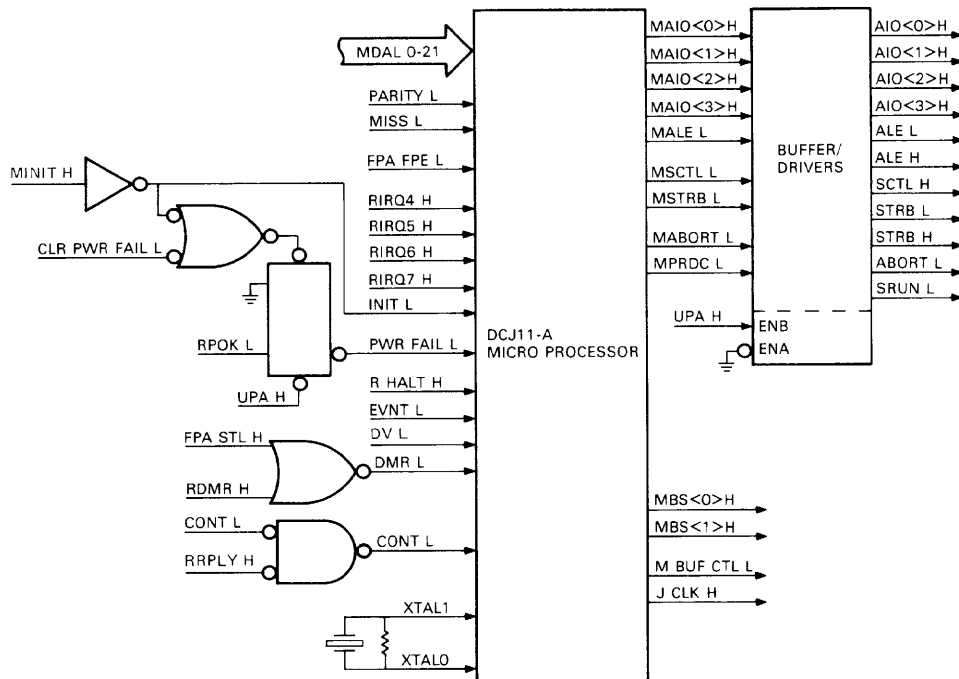 MDAL 0-21
PARITY L
MISS L
FPA FPE L
MINIT H
CLR PWR FAIL L
RIRQ4 H
RIRQ5 H
RIRQ6 H
RIRQ7 H
INIT L
RPOK L
PWR FAIL L
UPA H
R HALT H
EVNT L
DV L
FPA STL H
RDMR H
DMR L
CONT L
RRPLY H
CONT L
XTAL1
XTAL0
DCJ11-A
MICRO PROCESSOR
MAIO<0>H
MAIO<1>H
MAIO<2>H
MAIO<3>H
MALE L
MSCTL L
MSTRB L
MABORT L
MPRDC L
UPA H
BUFFER/
DRIVERS
ENB
ENA
AIO<0>H
AIO<1>H
AIO<2>H
AIO<3>H
ALE L
ALE H
SCTL H
STRB L
STRB H
ABORT L
SRUN L
MBS<0>H
MBS<1>H
M BUF CTL L
J CLK H